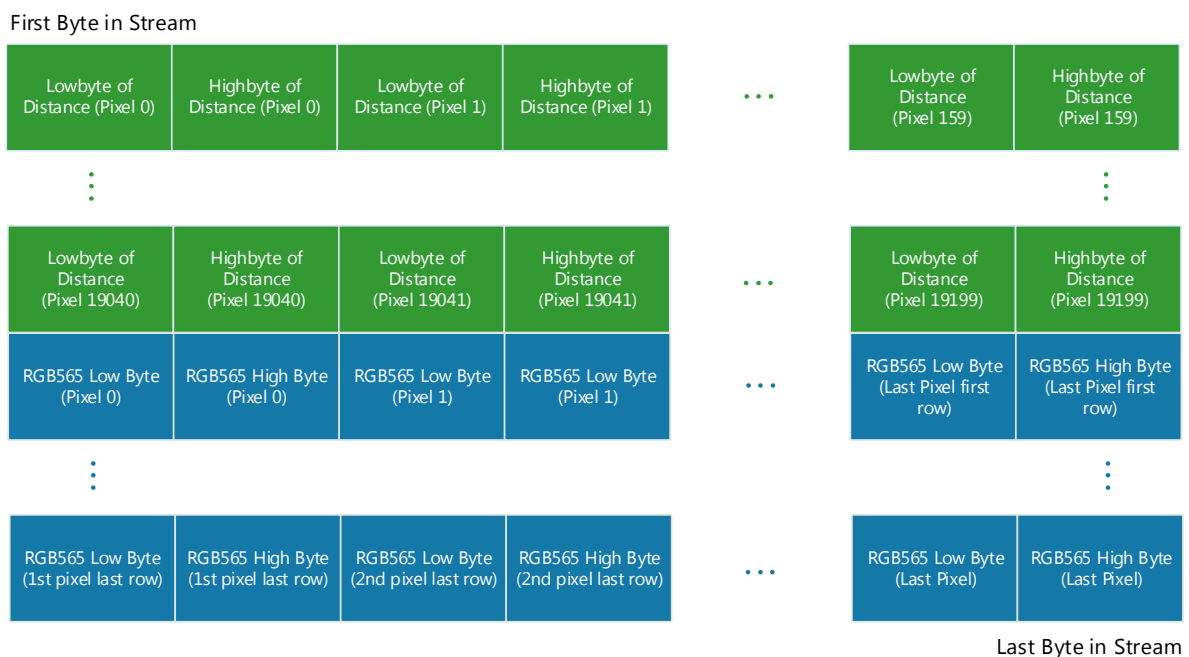 First Byte in Stream
Lowbyte of
Distance (Pixel 0)
Highbyte of
Distance (Pixel 0)
Lowbyte of
Distance (Pixel 1)
Highbyte of
Distance (Pixel 1)
Lowbyte of
Distance
(Pixel 159)
Highbyte of
Distance
(Pixel 159)
Lowbyte of
Distance
(Pixel 19040)
Highbyte of
Distance
(Pixel 19040)
Lowbyte of
Distance
(Pixel 19041)
Highbyte of
Distance
(Pixel 19041)
Lowbyte of
Distance
(Pixel 19199)
Highbyte of
Distance
(Pixel 19199)
RGB565 Low Byte
(Pixel 0)
RGB565 High Byte
(Pixel 0)
RGB565 Low Byte
(Pixel 1)
RGB565 Low Byte
(Pixel 1)
RGB565 Low Byte
(Last Pixel first
row)
RGB565 High Byte
(Last Pixel first
row)
RGB565 Low Byte
(1st pixel last row)
RGB565 High Byte
(1st pixel last row)
RGB565 Low Byte
(2nd pixel last row)
RGB565 High Byte
(2nd pixel last row)
RGB565 Low Byte
(Last Pixel)
RGB565 High Byte
(Last Pixel)
Last Byte in Stream